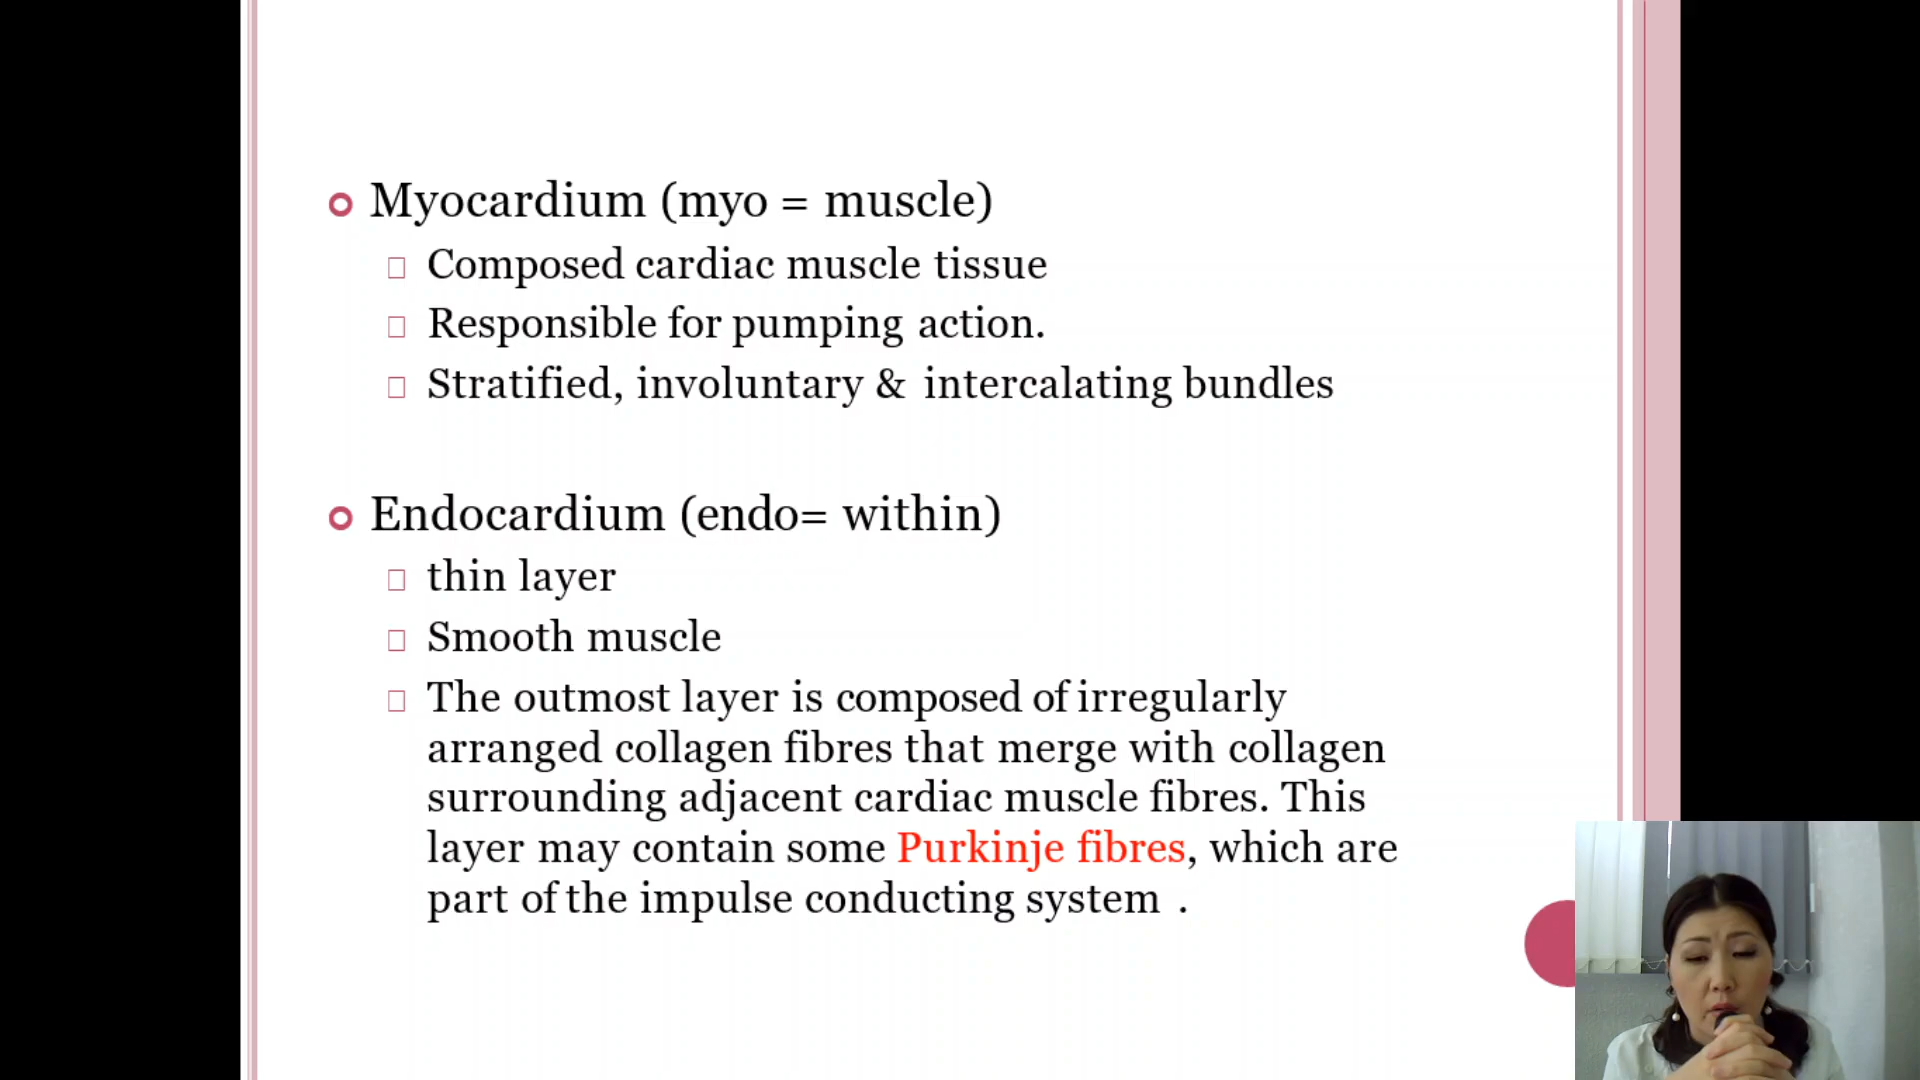 Myocardium (myo = muscle)
Composed cardiac muscle tissue
Responsible for pumping action.
Stratified, involuntary & intercalating bundles
Endocardium (endo= within)
thin layer
Smooth muscle
The outmost layer is composed of irregularly
arranged collagen fibres that merge with collagen
surrounding adjacent cardiac muscle fibres. This
layer may contain some Purkinje fibres, which are
part of the impulse conducting system .